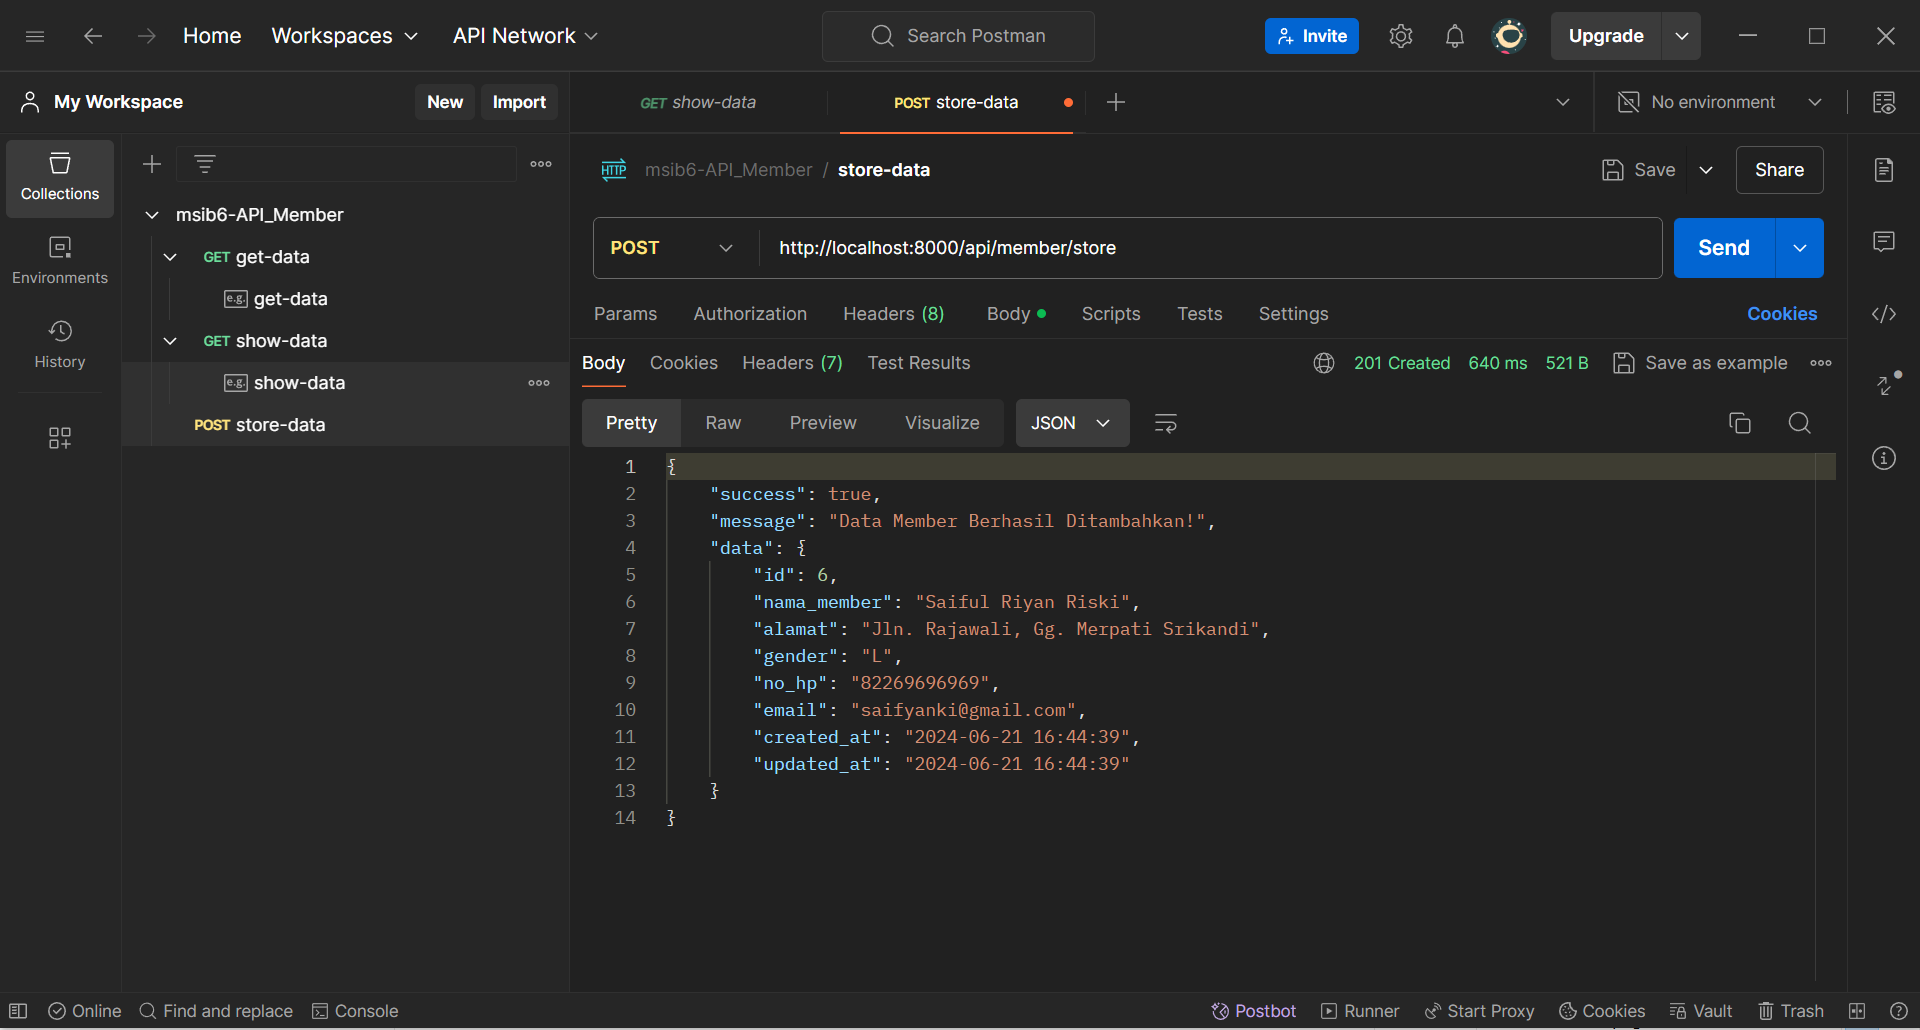 Home Workspaces API Network Search Postman Invite Upgrade
My Workspace New Import GET show-data POST store-data No environment
Collections
Environments
History
msib6-API_Member
GET get-data
e.g. get-data
GET show-data
e.g. show-data
POST store-data
HTTP msib6-API_Member / store-data Save Share
POST http://localhost:8000/api/member/store Send
Params Authorization Headers (8) Body Scripts Tests Settings Cookies
Body Cookies Headers (7) Test Results 201 Created 640 ms 521 B Save as example
Pretty Raw Preview Visualize JSON
1 {
2 "success": true,
3 "message": "Data Member Berhasil Ditambahkan!",
4 "data": {
5 "id": 6,
6 "nama_member": "Saiful Riyan Riski",
7 "alamat": "Jln. Rajawali, Gg. Merpati Srikandi",
8 "gender": "L",
9 "no_hp": "82269696969",
10 "email": "saifyanki@gmail.com",
11 "created_at": "2024-06-21 16:44:39",
12 "updated_at": "2024-06-21 16:44:39"
13 }
14 }
Online Find and replace Console Postbot Runner Start Proxy Cookies Vault Trash